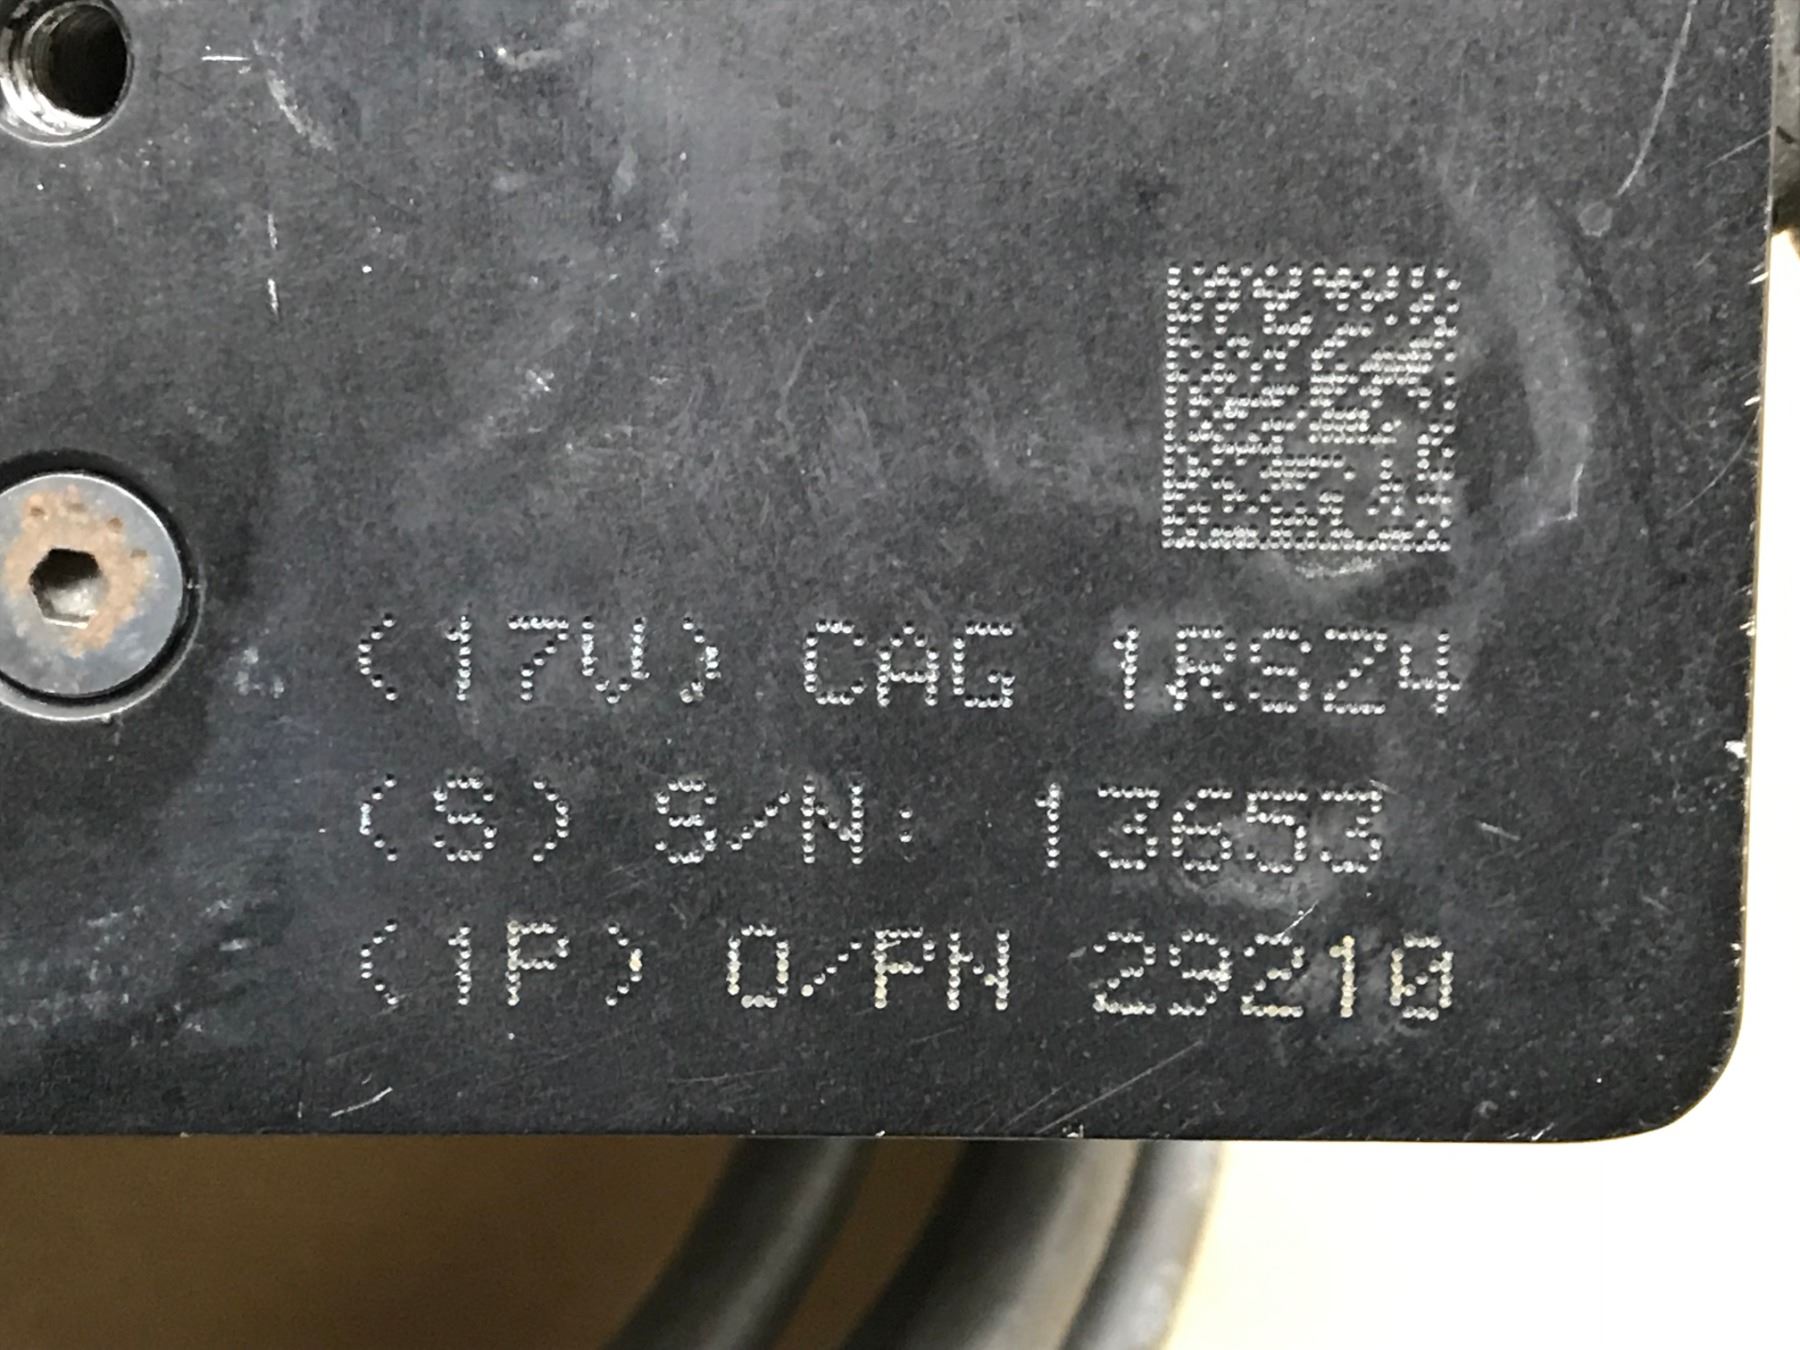 (17V) CAG 1RSZ4
(S) S/N: 13653
(1P) O/PN 29210